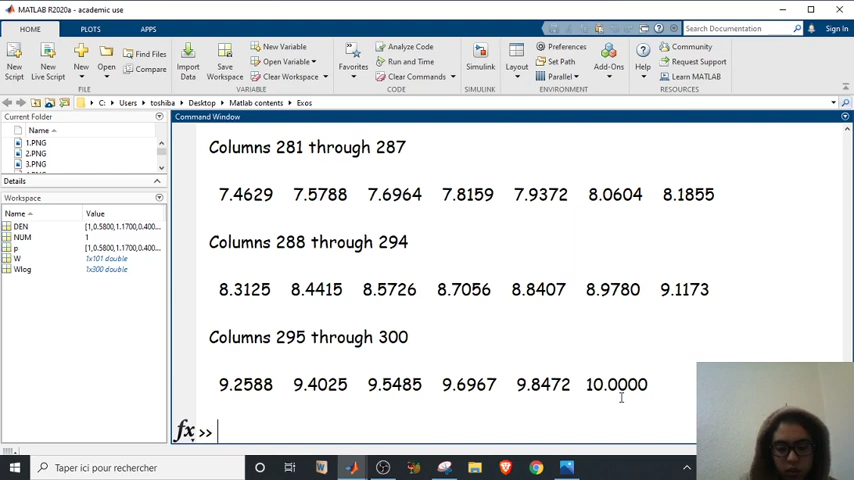 MATLAB R2020a - academic use
HOME PLOTS APPS
Search Documentation
Sign In
New Script
New Live Script
New
Open
Find Files
Compare
Import Data
Save Workspace
New Variable
Open Variable
Clear Workspace
Favorites
Analyze Code
Run and Time
Clear Commands
Simulink
Layout
Preferences
Set Path
Parallel
Add-Ons
Help
Community
Request Support
Learn MATLAB
FILE VARIABLE CODE SIMULINK ENVIRONMENT RESOURCES
C: Users toshiba Desktop Matlab contents Exos
Current Folder
Name
1.PNG
2.PNG
3.PNG
Details
Workspace
Name Value
DEN [1,0.5800,1.1700,0.400...
NUM 1
p [1,0.5800,1.1700,0.400...
W 1x101 double
Wlog 1x300 double
Command Window
Columns 281 through 287
7.4629 7.5788 7.6964 7.8159 7.9372 8.0604 8.1855
Columns 288 through 294
8.3125 8.4415 8.5726 8.7056 8.8407 8.9780 9.1173
Columns 295 through 300
9.2588 9.4025 9.5485 9.6967 9.8472 10.0000
fx >>
Taper ici pour rechercher